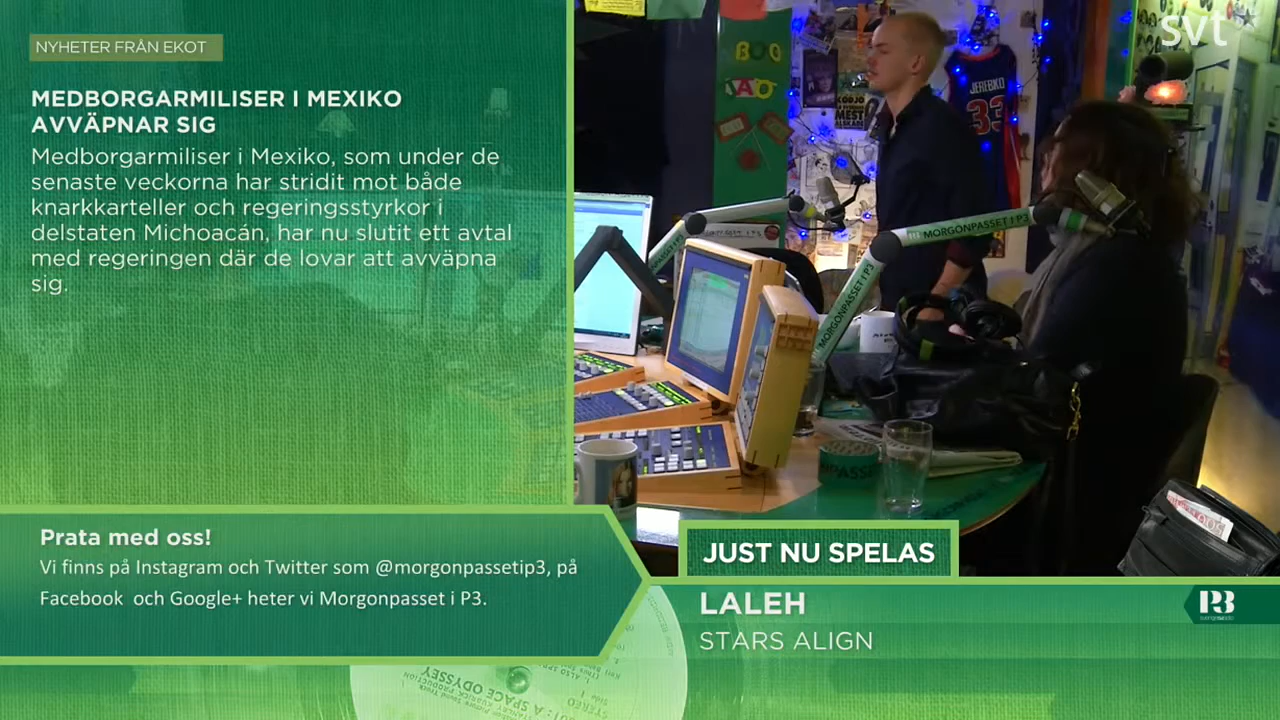 NYHETER FRÅN EKOT
MEDBORGARMILISER I MEXIKO
AVVÄPNAR SIG
Medborgarmiliser i Mexiko, som under de
senaste veckorna har stridit mot både
knarkkarteller och regeringsstyrkor i
delstaten Michoacán, har nu slutit ett avtal
med regeringen där de lovar att avväpna
sig.
svt
JEREBKO
33
MORGONPASSET I P3
MORGONPASSET I P3
Prata med oss!
Vi finns på Instagram och Twitter som @morgonpassetip3, på
Facebook och Google+ heter vi Morgonpasset i P3.
JUST NU SPELAS
LALEH
STARS ALIGN
P3
A SPACE ODYSSEY
STEREO